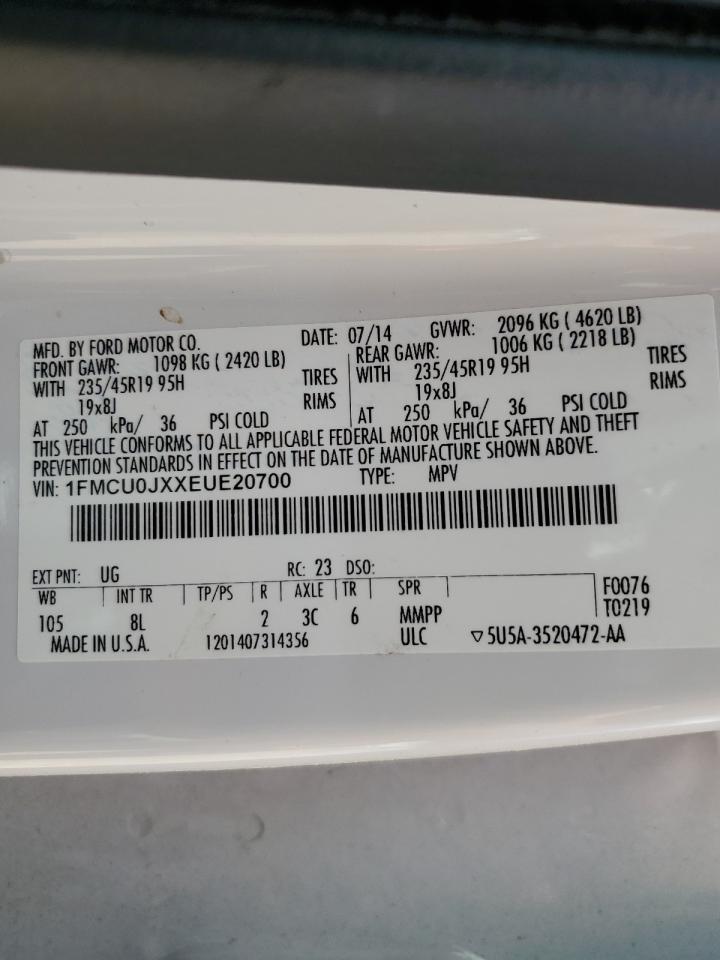 MFD. BY FORD MOTOR CO. DATE: 07/14 GVWR: 2096 KG ( 4620 LB)
FRONT GAWR: 1098 KG ( 2420 LB) REAR GAWR: 1006 KG ( 2218 LB)
WITH 235/45R19 95H TIRES WITH 235/45R19 95H TIRES
19x8J RIMS 19x8J RIMS
AT 250 kPa/ 36 PSI COLD AT 250 kPa/ 36 PSI COLD
THIS VEHICLE CONFORMS TO ALL APPLICABLE FEDERAL MOTOR VEHICLE SAFETY AND THEFT
PREVENTION STANDARDS IN EFFECT ON THE DATE OF MANUFACTURE SHOWN ABOVE.
VIN: 1FMCU0JXXEUE20700 TYPE: MPV
EXT PNT: UG RC: 23 DSO:
WB INT TR TP/PS R AXLE TR SPR F0076
105 8L 2 3C 6 MMPP T0219
MADE IN U.S.A. 1201407314356 ULC ▽5U5A-3520472-AA